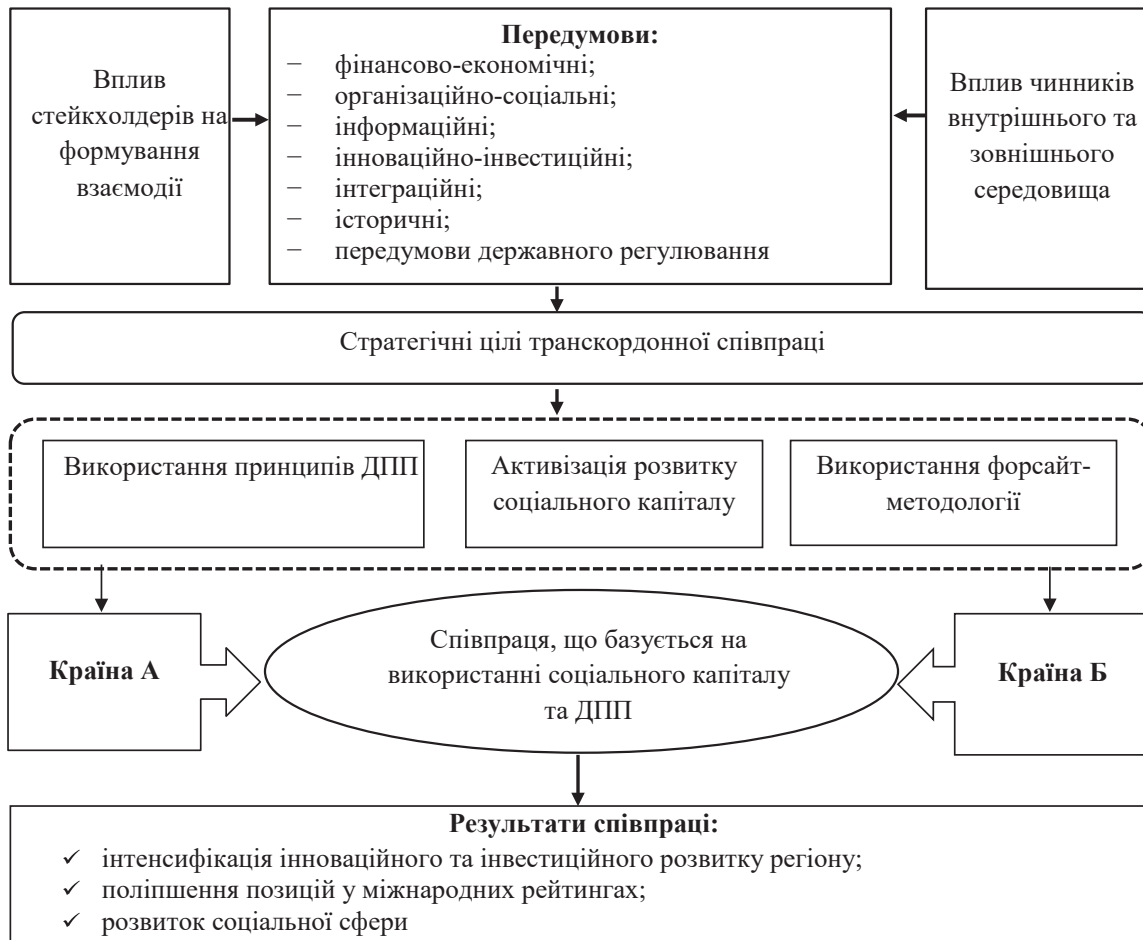 Вплив
стейкхолдерів на
формування
взаємодії
Передумови:
− фінансово-економічні;
− організаційно-соціальні;
− інформаційні;
− інноваційно-інвестиційні;
− інтеграційні;
− історичні;
− передумови державного регулювання
Вплив чинників
внутрішнього та
зовнішнього
середовища
Стратегічні цілі транскордонної співпраці
Використання принципів ДПП
Активізація розвитку
соціального капіталу
Використання форсайт-
методології
Країна А
Співпраця, що базується на
використанні соціального капіталу
та ДПП
Країна Б
Результати співпраці:
✓ інтенсифікація інноваційного та інвестиційного розвитку регіону;
✓ поліпшення позицій у міжнародних рейтингах;
✓ розвиток соціальної сфери